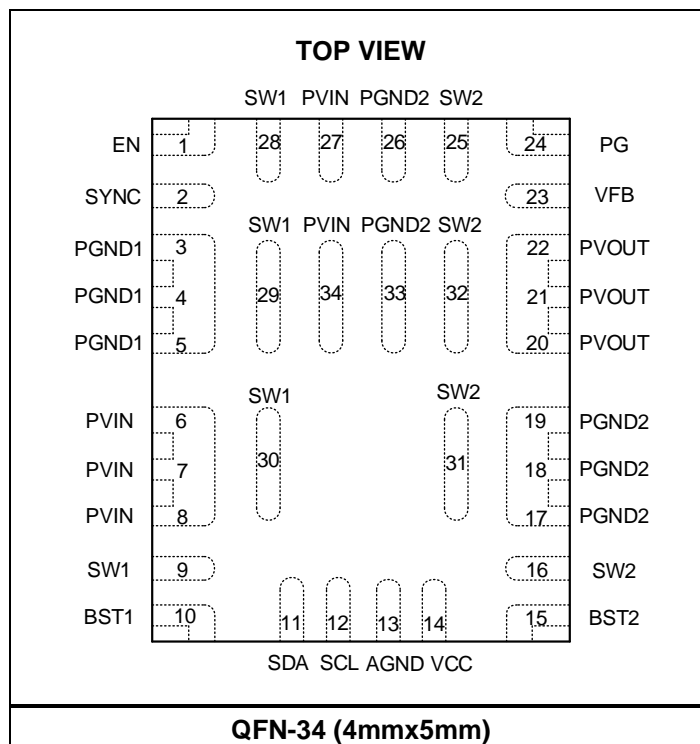 TOP VIEW
SW1 PVIN PGND2 SW2
28 27 26 25
EN 1 24 PG
SYNC 2 23 VFB
SW1 PVIN PGND2 SW2
PGND1 3 22 PVOUT
PGND1 4 29 34 33 32 21 PVOUT
PGND1 5 20 PVOUT
SW1 SW2
PVIN 6 19 PGND2
PVIN 7 30 31 18 PGND2
PVIN 8 17 PGND2
SW1 9 16 SW2
BST1 10 11 12 13 14 15 BST2
SDA SCL AGND VCC
QFN-34 (4mmx5mm)